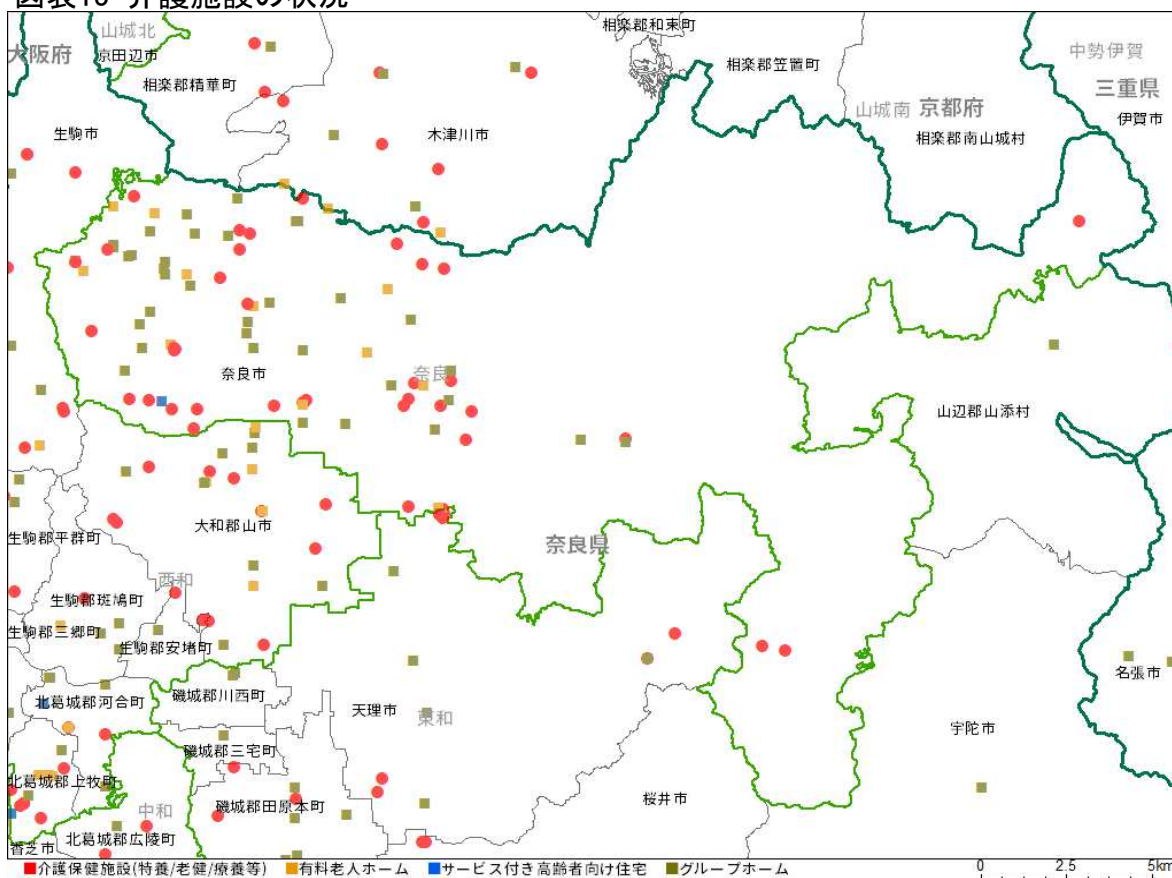 図表16 介護施設の状況
山城北
相楽郡和束町
大阪府
京田辺市
中勢伊賀
相楽郡笠置町
相楽郡精華町
三重県
山城南 京都府
伊賀市
生駒市
木津川市
相楽郡南山城村
奈良市
奈良
山辺郡山添村
大和郡山市
生駒郡平群町
奈良県
西和
生駒郡斑鳩町
生駒郡三郷町
生駒郡安堵町
名張市
北葛城郡河合町
磯城郡川西町
天理市
東和
宇陀市
磯城郡三宅町
北葛城郡上牧町
中和
磯城郡田原本町
桜井市
北葛城郡広陵町
香芝市
介護保健施設(特養/老健/療養等) 有料老人ホーム サービス付き高齢者向け住宅 グループホーム
0 2.5 5km